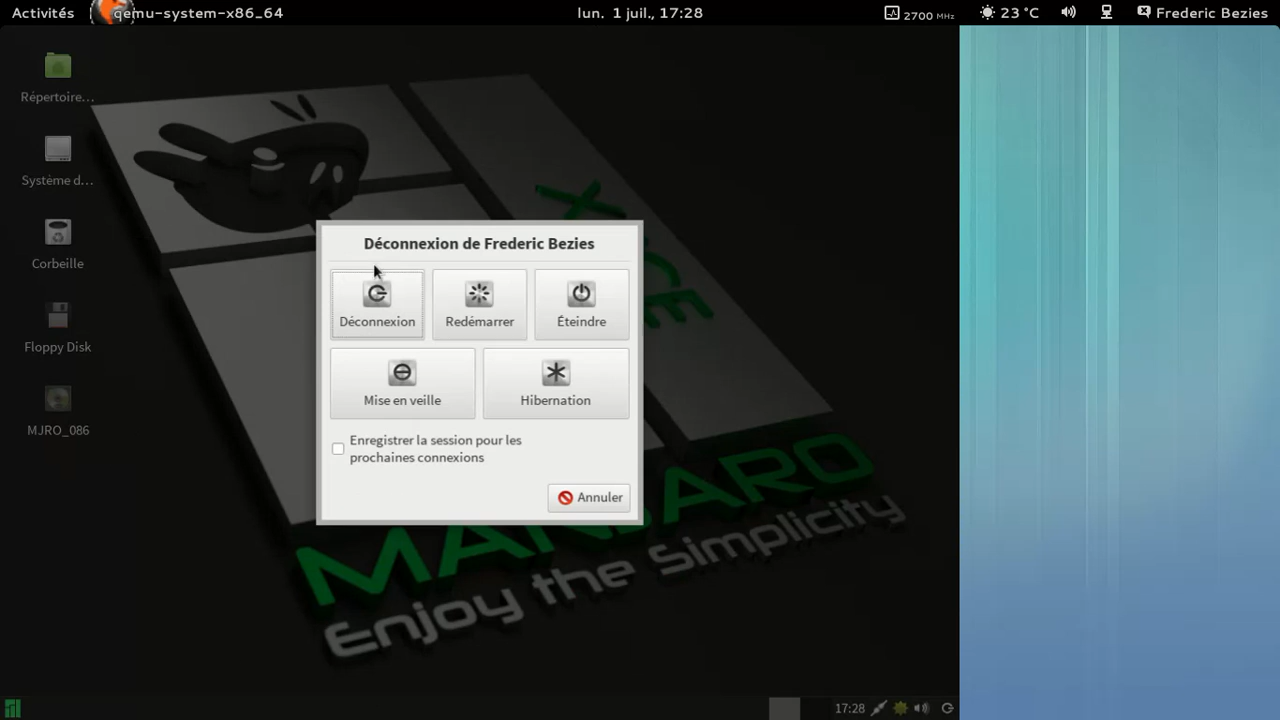 Activités
qemu-system-x86_64
lun. 1 juil., 17:28
2700 MHz
23 °C
Frederic Bezies
Répertoire…
Système d…
Corbeille
Floppy Disk
MJRO_086
Déconnexion de Frederic Bezies
Déconnexion
Redémarrer
Éteindre
Mise en veille
Hibernation
Enregistrer la session pour les
prochaines connexions
Annuler
XFCE
MANJARO
Enjoy the Simplicity
17:28